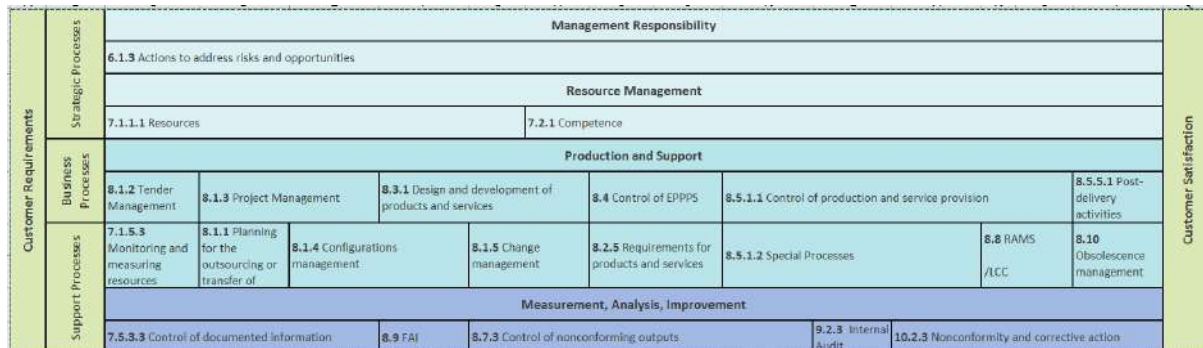 Customer Requirements
Strategic Processes
Management Responsibility
6.1.3 Actions to address risks and opportunities
Resource Management
7.1.1.1 Resources
7.2.1 Competence
Business
Processes
Production and Support
8.1.2 Tender
Management
8.1.3 Project Management
8.3.1 Design and development of
products and services
8.4 Control of EPPPS
8.5.1.1 Control of production and service provision
8.5.5.1 Post-
delivery
activities
Support Processes
7.1.5.3
Monitoring and
measuring
resources
8.1.1 Planning
for the
outsourcing or
transfer of
8.1.4 Configurations
management
8.1.5 Change
management
8.2.5 Requirements for
products and services
8.5.1.2 Special Processes
8.8 RAMS
/LCC
8.10
Obsolescence
management
Measurement, Analysis, Improvement
7.5.3.3 Control of documented information
8.9 FAI
8.7.3 Control of nonconforming outputs
9.2.3 Internal
Audit
10.2.3 Nonconformity and corrective action
Customer Satisfaction